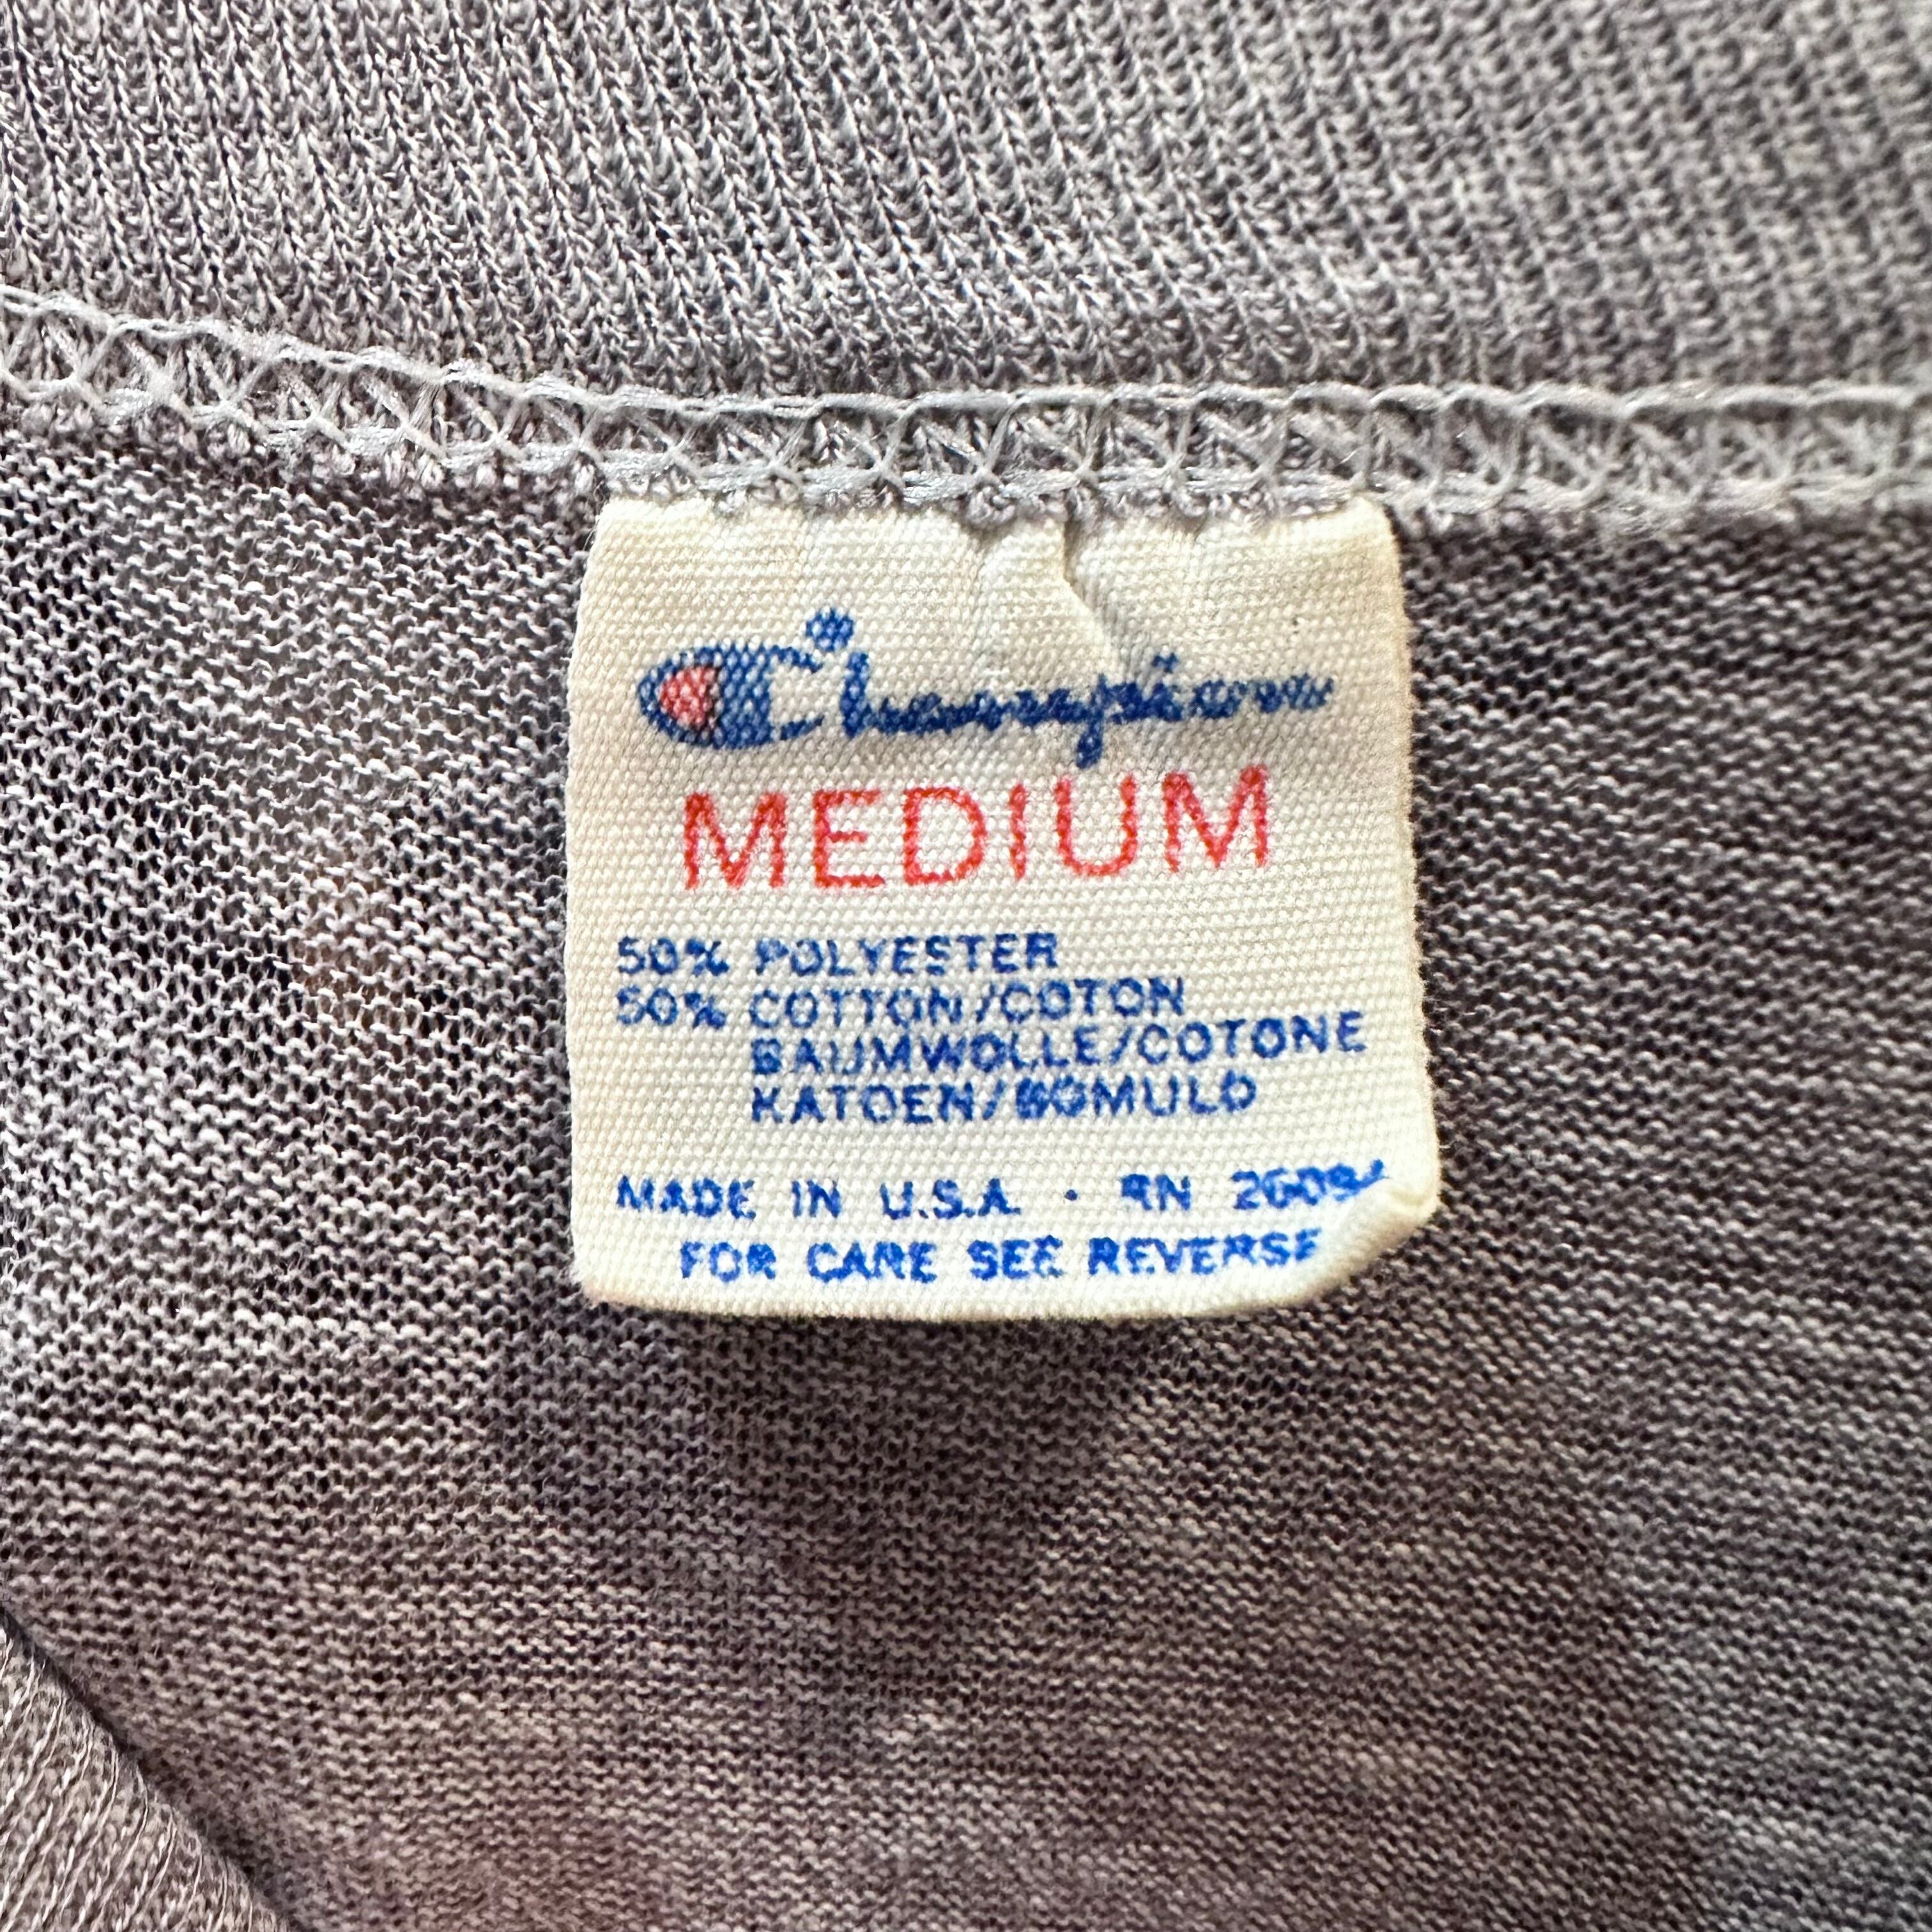 Champion
MEDIUM
50% POLYESTER
50% COTTON/COTON
BAUMWOLLE/COTONE
KATOEN/BOMULD
MADE IN U.S.A. · RN 26094
FOR CARE SEE REVERSE